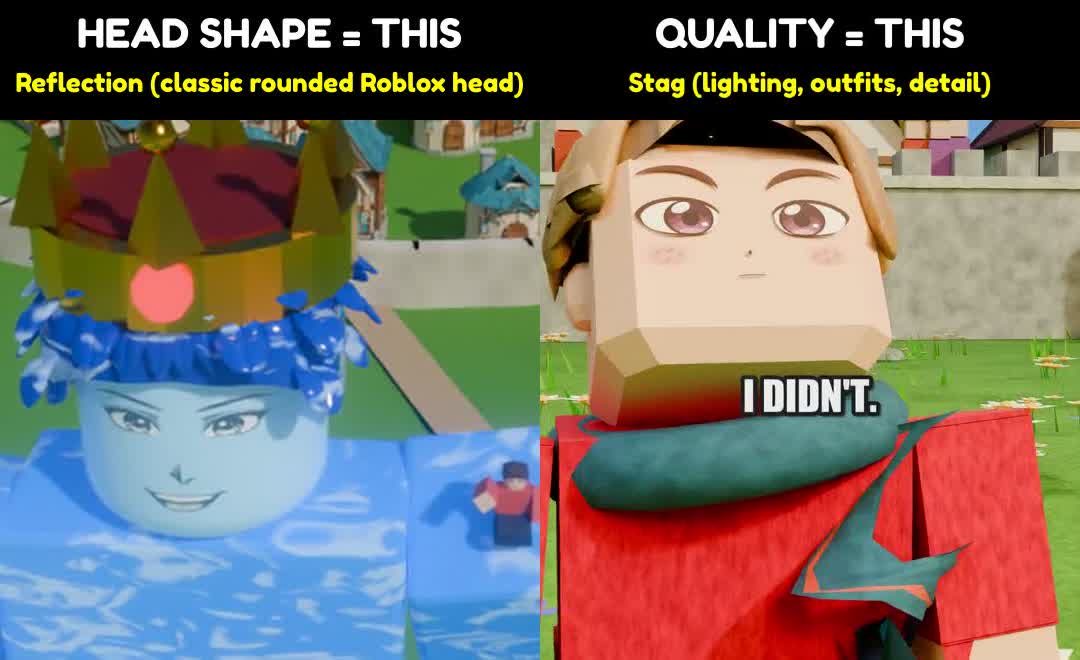 HEAD SHAPE = THIS
Reflection (classic rounded Roblox head)
QUALITY = THIS
Stag (lighting, outfits, detail)
I DIDN'T.